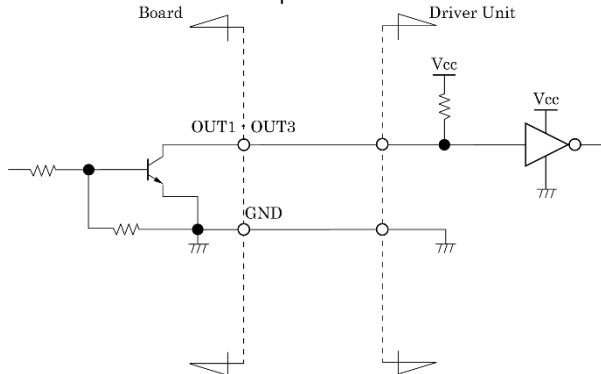 Board
Driver Unit
Vcc
Vcc
OUT1 · OUT3
GND